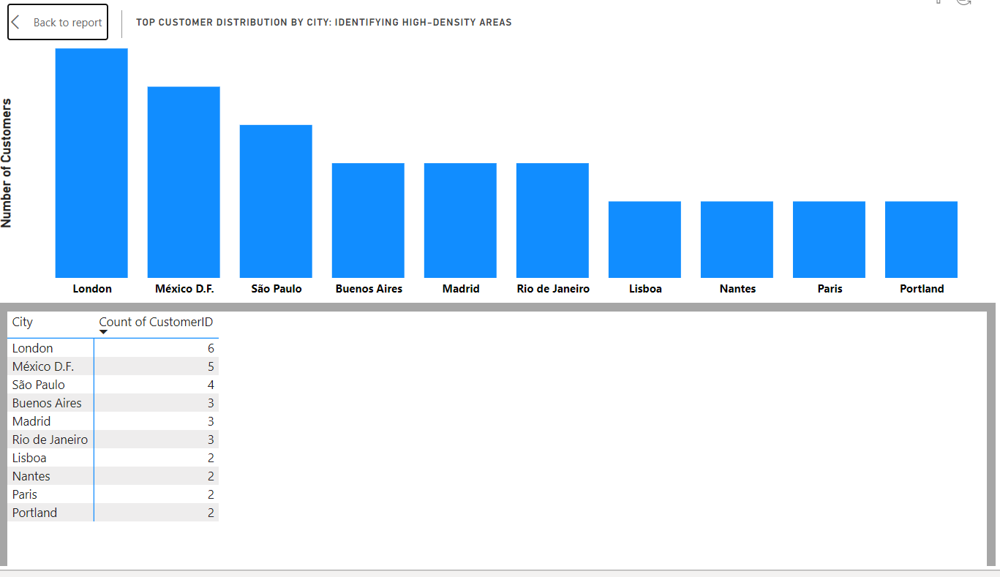 Back to report
TOP CUSTOMER DISTRIBUTION BY CITY: IDENTIFYING HIGH-DENSITY AREAS
Number of Customers
London México D.F. São Paulo Buenos Aires Madrid Rio de Janeiro Lisboa Nantes Paris Portland
City Count of CustomerID
London 6
México D.F. 5
São Paulo 4
Buenos Aires 3
Madrid 3
Rio de Janeiro 3
Lisboa 2
Nantes 2
Paris 2
Portland 2